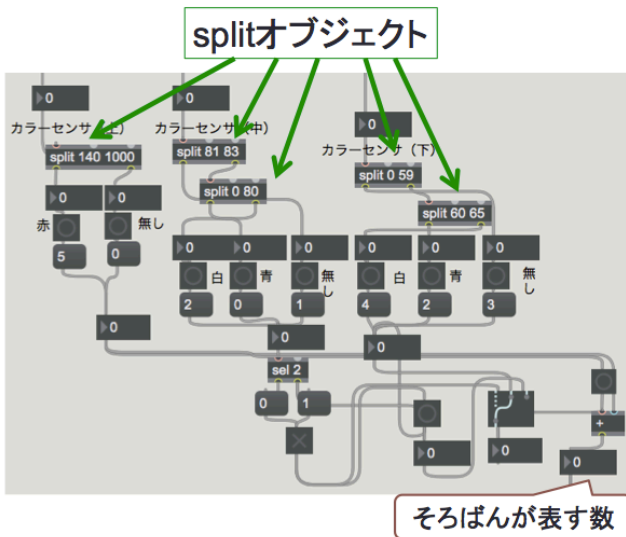 splitオブジェクト
0
0
カラーセンサ（上）
カラーセンサ（中）
0
split 140 1000
split 81 83
カラーセンサ（下）
split 0 59
0
0
split 0 80
split 60 65
赤
無し
0
0
0
0
0
0
白
青
無し
白
青
無し
5
0
2
0
1
4
2
3
0
0
0
sel 2
0
1
+
0
0
0
そろばんが表す数